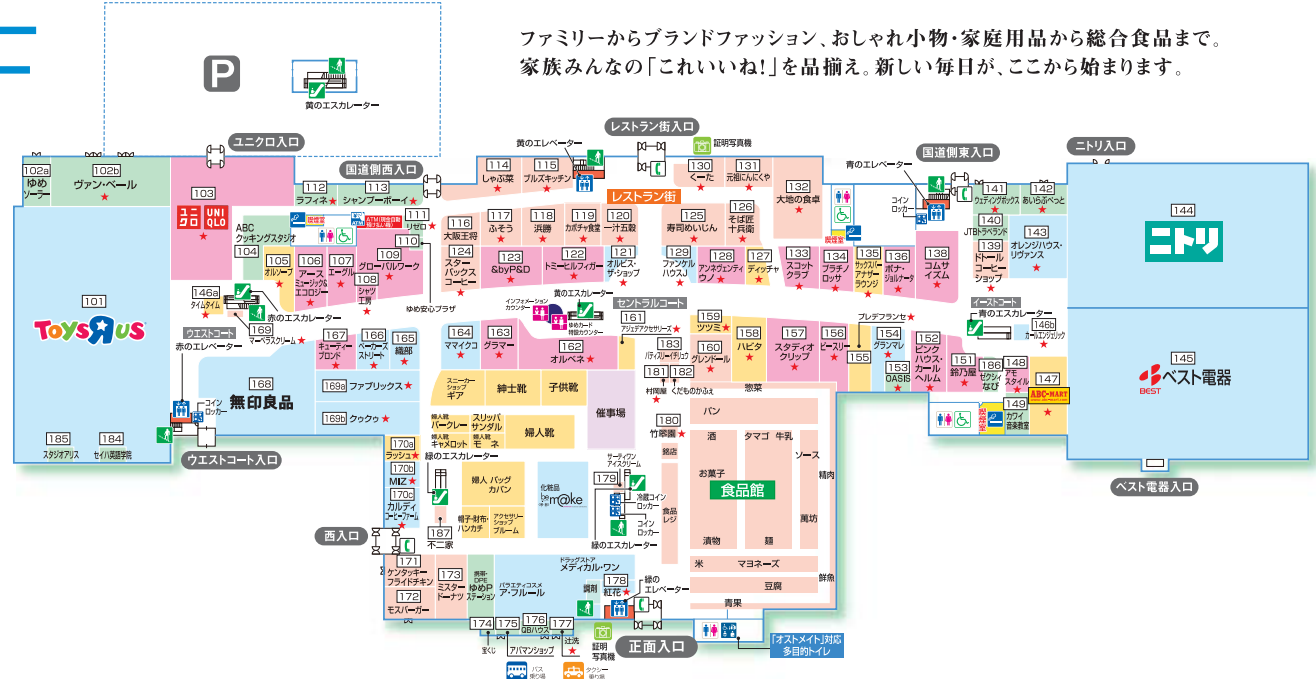 ファミリーからブランドファッション、おしゃれ小物・家庭用品から総合食品まで。
家族みんなの「これいいね!」を品揃え。新しい毎日が、ここから始まります。
P
黄のエスカレーター
ユニクロ入口
国道側西入口
レストラン街入口
黄のエレベーター
証明写真機
国道側東入口
青のエレベーター
コイン
ロッカー
ニトリ入口
102a
ゆめ
ソーラー
102b
ヴァン・ベール
103
ユニ
クロ
UNI
QLO
112
ラフィネ★
113
シャンプーボーイ★
喫煙室
ATM
111
リゼロ★
110
ゆめ安心プラザ
ABC
クッキングスタジオ
104
105
オルソープ
106
アース
ミュージック&
エコロジー
107
エーグル
108
シャツ
工房
109
グローバルワーク
114
しゃぶ菜
115
ブルズキッチン
レストラン街
130
くーた
131
元祖にんにくや
132
大地の食卓
116
大阪王将
117
ふそう
118
浜勝
119
カボチャ食堂
120
一汁五穀
125
寿司めいじん
126
そば匠
十兵衛
124
スター
バックス
コーヒー
123
&byP&D
122
トミーヒルフィガー
121
オルビス・
ザ・ショップ
129
ファンケル
ハウスJ
128
アンネヴェンティ
ウノ
127
ディッチャ
133
スコット
クラブ
134
プラチノ
ロッサ
喫煙室
135
サックスバー
アナザー
ラウンジ
136
ボナ・
ジョルナータ
138
コムサ
イズム
141
ウェディングボックス
142
あいらぶぺっと
140
JTBトラベランド
139
ドトール
コーヒー
ショップ
143
オレンジハウス・
リヴァンス
144
ニトリ
101
TOYSЯUS
146a
タイムタイム
赤のエスカレーター
169
マーベラスクリーム★
ウエストコート
赤のエレベーター
167
キューティー
ブロンド
166
ベーカーズ
ストリート
165
織部
164
ママイクコ
163
グラマー
インフォメーション
カウンター
黄のエスカレーター
ゆめカード
特設カウンター
162
オルベネ★
セントラルコート
161
アジュデアクセサリーズ★
159
ツツミ★
183
パティスリーイチリュウ
160
グレンドール
158
ハピタ
157
スタディオ
クリップ
156
ピースリー
プレデフランセ★
155
154
グランマレ
153
OASIS
152
ピンク
ハウス・
カール
ヘルム
イーストコート
青のエスカレーター
146b
カールエンジェリック
151
鈴乃屋
186
ゼクシィ
なび
148
アモ
スタイル
147
ABC-MART
149
カワイ
音楽教室
喫煙室
145
BEST
ベスト電器
ベスト電器入口
168
無印良品
169a
ファブリックス★
169b
クゥクゥ★
コイン
ロッカー
185
スタジオアリス
184
セイハ英語学院
ウエストコート入口
スニーカー
ショップ
ギア
紳士靴
子供靴
催事場
181
182
村岡屋
くだものかふぇ
惣菜
婦人靴
バークレー
スリッパ
サンダル
婦人靴
キャメロット
婦人靴
モネ
婦人靴
180
竹翠園★
銘店
パン
酒
タマゴ
牛乳
ソース
精肉
お菓子
食品館
170a
ラッシュ★
170b
MIZ★
170c
カルディ
コーヒーファーム
緑のエスカレーター
187
不二家
婦人 バッグ
カバン
帽子・財布・
ハンカチ
アクセサリー
ショップ
ブルーム
化粧品
be m@ke
サーティワン
アイスクリーム
179
冷蔵コイン
ロッカー
コイン
ロッカー
緑のエスカレーター
食品
レジ
萬坊
漬物
麺
米
マヨネーズ
豆腐
鮮魚
青果
西入口
171
ケンタッキー
フライドチキン
172
モスバーガー
173
ミスター
ドーナツ
携帯・
DPE
ゆめP
ステーション
バラエティコスメ
ア・フルール
ドラッグストア
メディカル・ワン
調剤
178
紅花★
緑の
エレベーター
174
宝くじ
175
アパマンショップ
176
QBハウス
177
辻洗
証明
写真機
正面入口
「オストメイト」対応
多目的トイレ
バス
乗り場
タクシー
乗り場